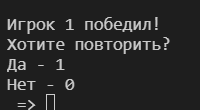 Игрок 1 победил!
Хотите повторить?
Да - 1
Нет - 0
=>